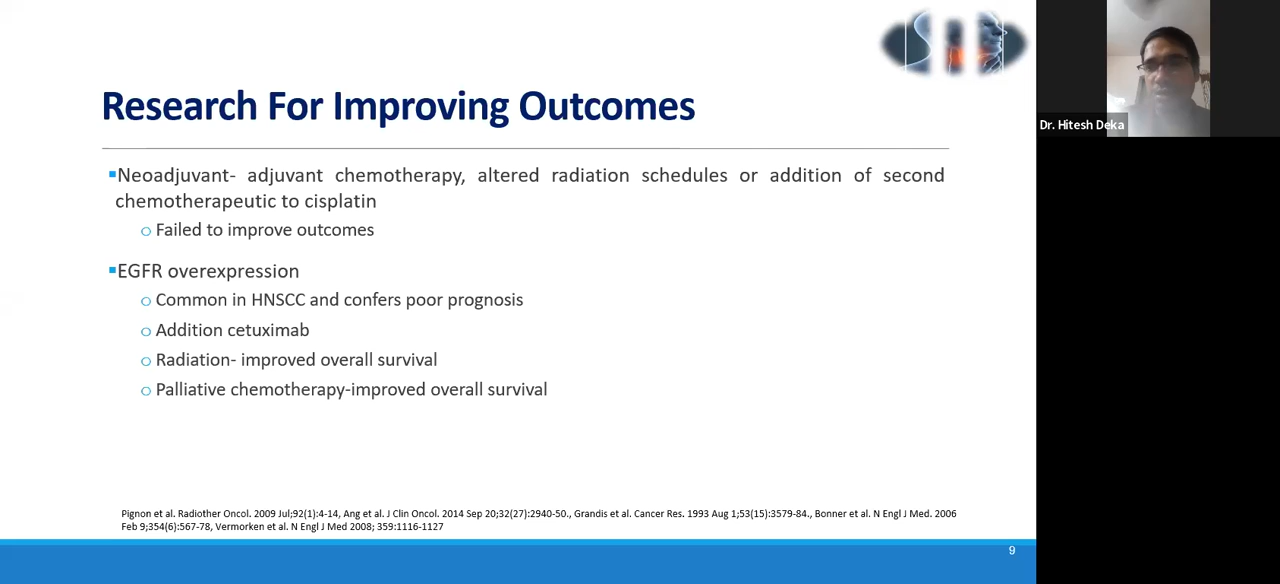 Research For Improving Outcomes
▪Neoadjuvant- adjuvant chemotherapy, altered radiation schedules or addition of second
chemotherapeutic to cisplatin
o Failed to improve outcomes
▪EGFR overexpression
o Common in HNSCC and confers poor prognosis
o Addition cetuximab
o Radiation- improved overall survival
o Palliative chemotherapy-improved overall survival
Pignon et al. Radiother Oncol. 2009 Jul;92(1):4-14, Ang et al. J Clin Oncol. 2014 Sep 20;32(27):2940-50., Grandis et al. Cancer Res. 1993 Aug 1;53(15):3579-84., Bonner et al. N Engl J Med. 2006
Feb 9;354(6):567-78, Vermorken et al. N Engl J Med 2008; 359:1116-1127
9
Dr. Hitesh Deka